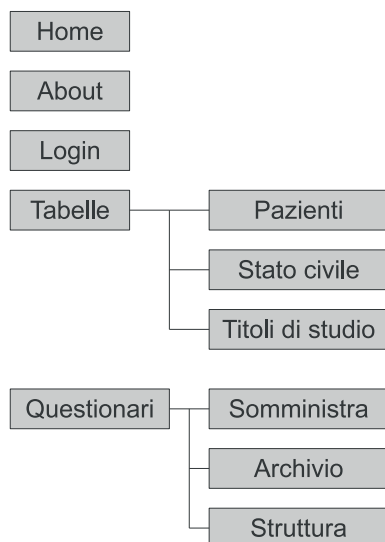 Home
About
Login
Tabelle
Pazienti
Stato civile
Titoli di studio
Questionari
Somministra
Archivio
Struttura